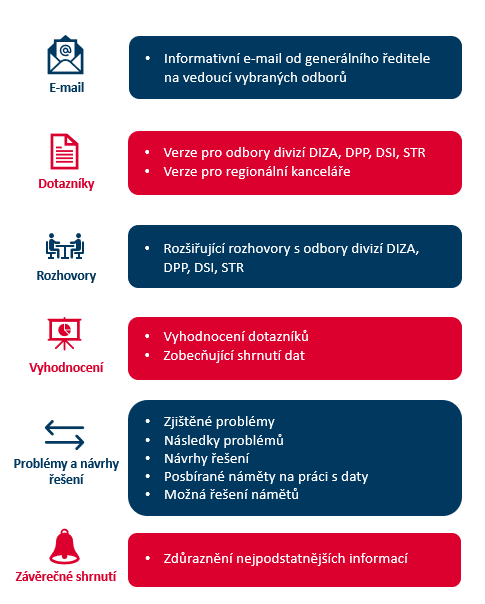 E-mail
• Informativní e-mail od generálního ředitele
na vedoucí vybraných odborů
Dotazníky
• Verze pro odbory divizí DIZA, DPP, DSI, STR
• Verze pro regionální kanceláře
Rozhovory
• Rozšiřující rozhovory s odbory divizí DIZA,
DPP, DSI, STR
Vyhodnocení
• Vyhodnocení dotazníků
• Zobecňující shrnutí dat
Problémy a návrhy
řešení
• Zjištěné problémy
• Následky problémů
• Návrhy řešení
• Posbírané náměty na práci s daty
• Možná řešení námětů
Závěrečné shrnutí
• Zdůraznění nejpodstatnějších informací